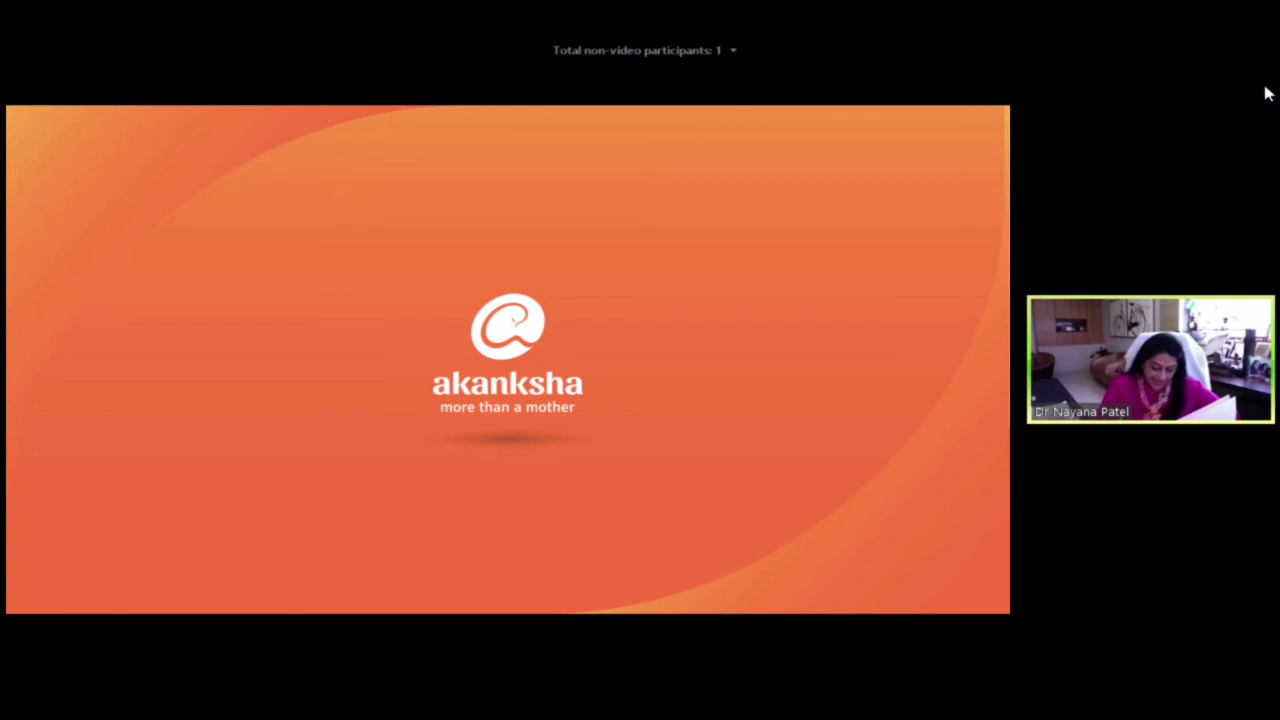 Total non-video participants: 1
akanksha
more than a mother
Dr Nayana Patel